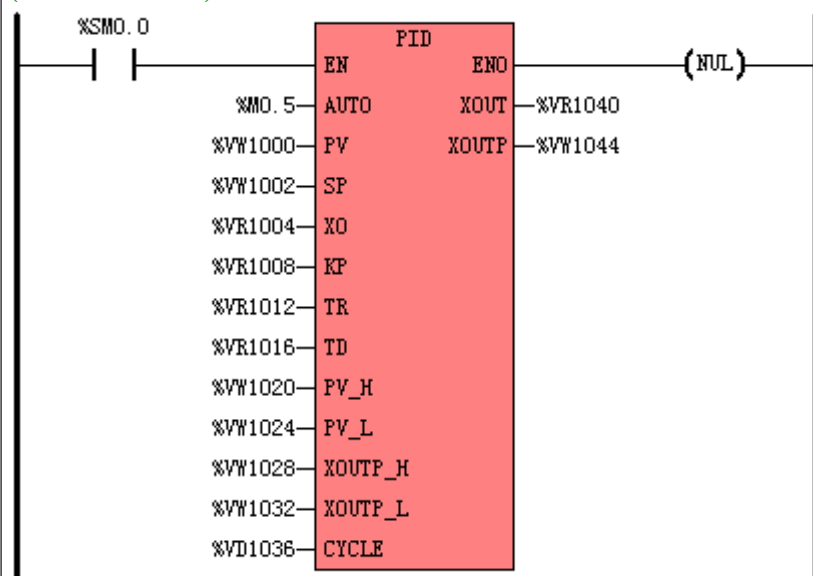 %SM0.0
PID
EN ENO
(NUL)
%M0.5 AUTO XOUT %VR1040
%VW1000 PV XOUTP %VW1044
%VW1002 SP
%VR1004 XO
%VR1008 KP
%VR1012 TR
%VR1016 TD
%VW1020 PV_H
%VW1024 PV_L
%VW1028 XOUTP_H
%VW1032 XOUTP_L
%VD1036 CYCLE